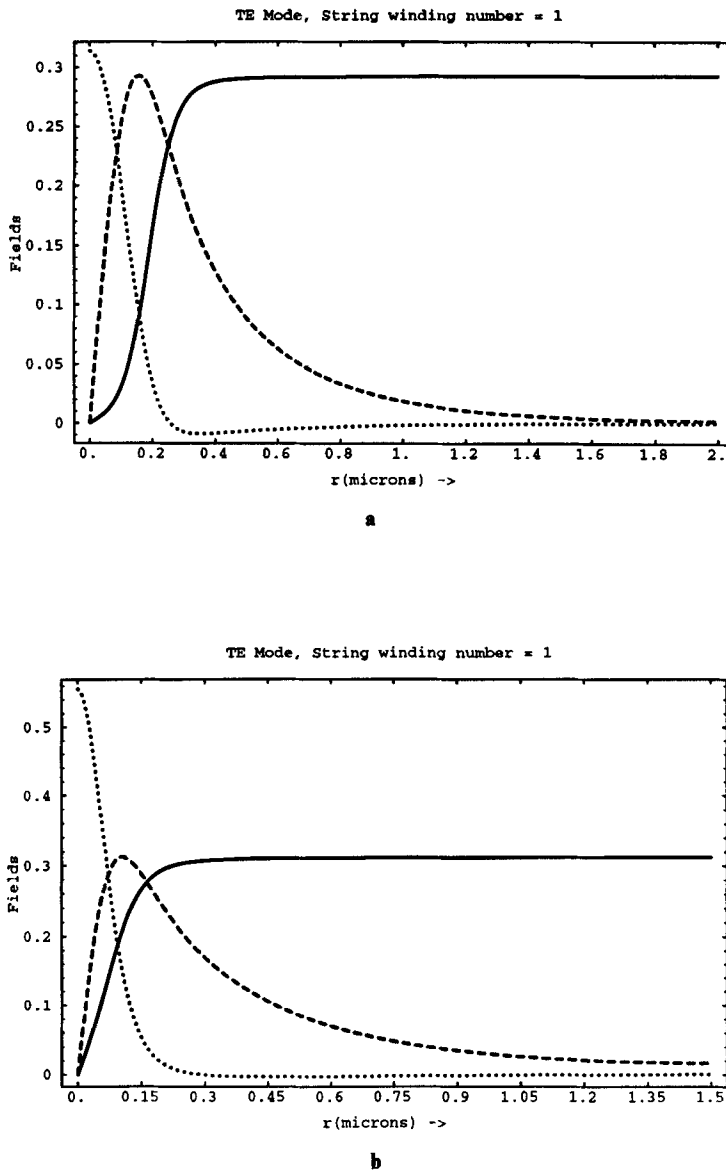 TE Mode, String winding number = 1
0.3
0.25
0.2
0.15
0.1
0.05
0
Fields
0. 0.2 0.4 0.6 0.8 1. 1.2 1.4 1.6 1.8 2.
r(microns) ->
a
TE Mode, String winding number = 1
0.5
0.4
0.3
0.2
0.1
0
Fields
0. 0.15 0.3 0.45 0.6 0.75 0.9 1.05 1.2 1.35 1.5
r(microns) ->
b